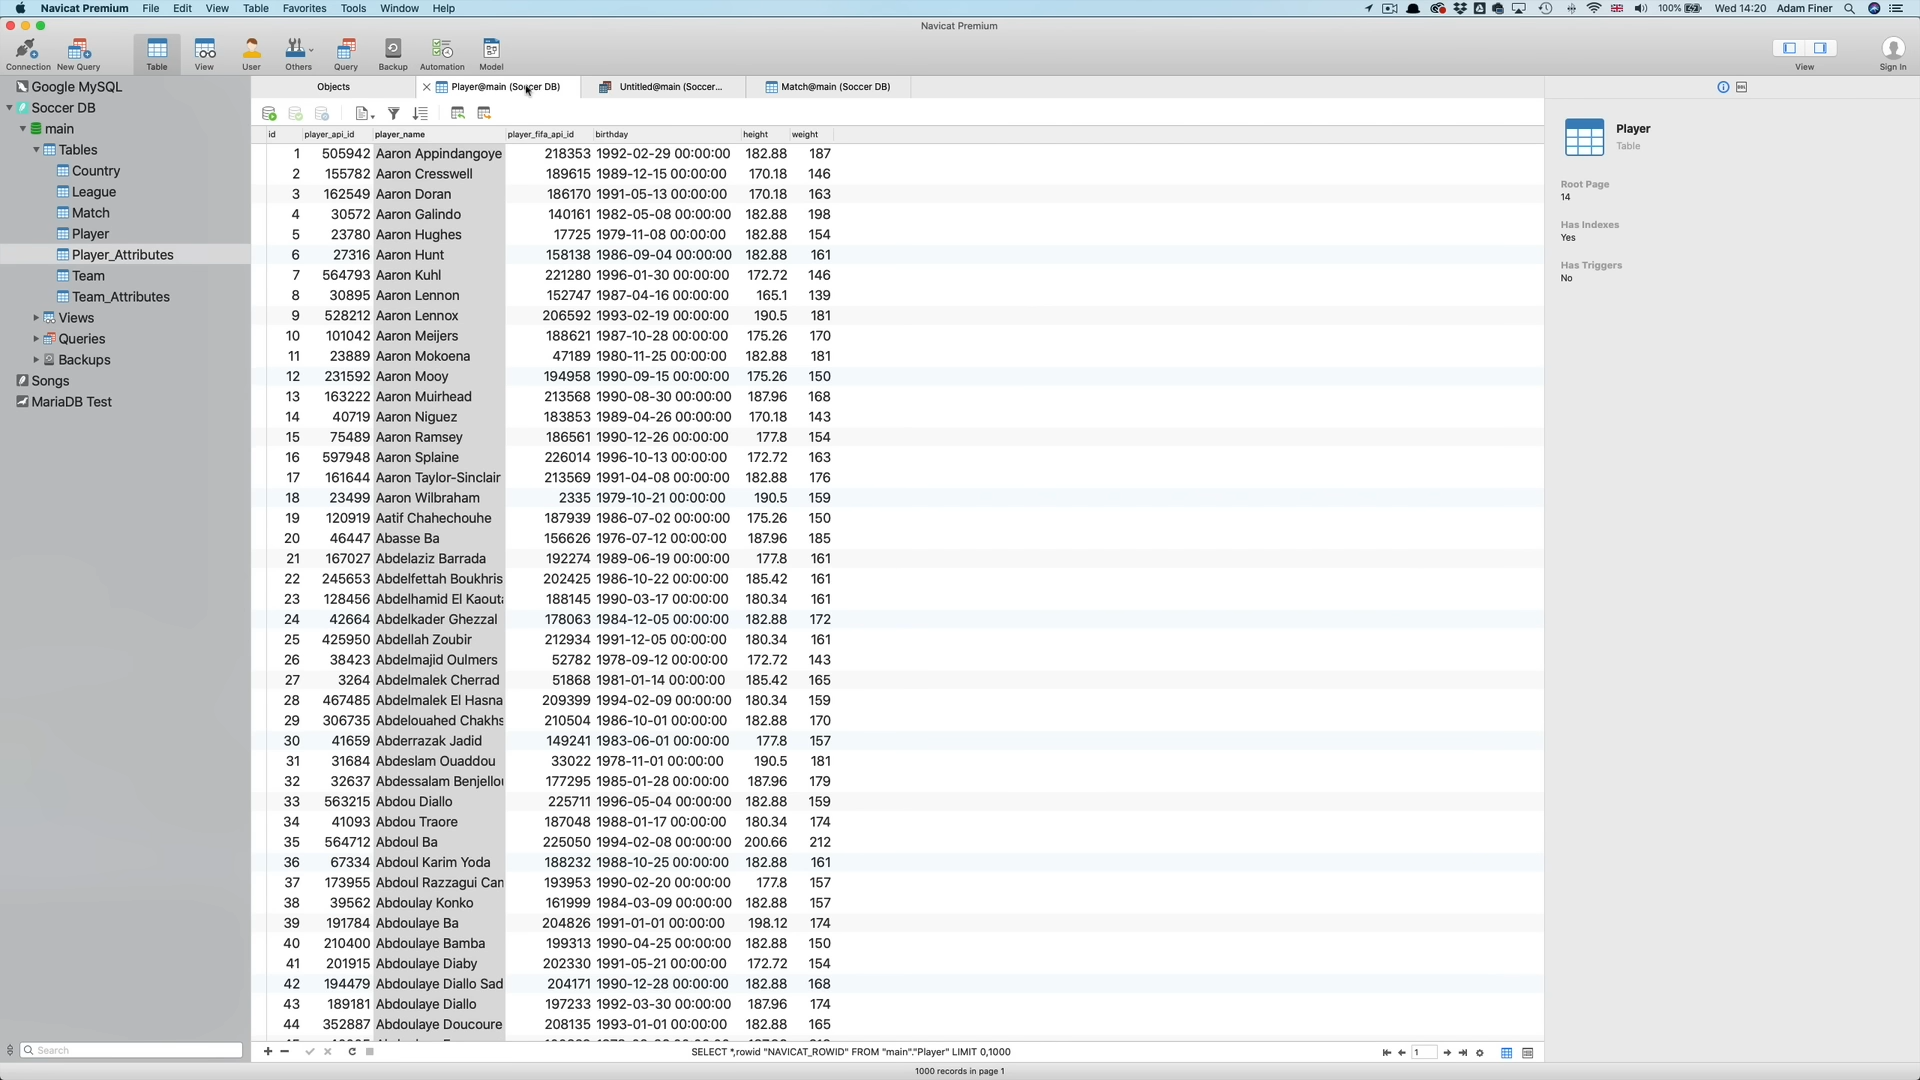 Navicat Premium File Edit View Table Favorites Tools Window Help 100% Wed 14:20 Adam Finer
Navicat Premium
Connection New Query Table View User Others Query Backup Automation Model View Sign In
Google MySQL
Soccer DB
main
Tables
Country
League
Match
Player
Player_Attributes
Team
Team_Attributes
Views
Queries
Backups
Songs
MariaDB Test
Search
Objects Player@main (Soccer DB) Untitled@main (Soccer... Match@main (Soccer DB)
id player_api_id player_name player_fifa_api_id birthday height weight
1 505942 Aaron Appindangoye 218353 1992-02-29 00:00:00 182.88 187
2 155782 Aaron Cresswell 189615 1989-12-15 00:00:00 170.18 146
3 162549 Aaron Doran 186170 1991-05-13 00:00:00 170.18 163
4 30572 Aaron Galindo 140161 1982-05-08 00:00:00 182.88 198
5 23780 Aaron Hughes 17725 1979-11-08 00:00:00 182.88 154
6 27316 Aaron Hunt 158138 1986-09-04 00:00:00 182.88 161
7 564793 Aaron Kuhl 221280 1996-01-30 00:00:00 172.72 146
8 30895 Aaron Lennon 152747 1987-04-16 00:00:00 165.1 139
9 528212 Aaron Lennox 206592 1993-02-19 00:00:00 190.5 181
10 101042 Aaron Meijers 188621 1987-10-28 00:00:00 175.26 170
11 23889 Aaron Mokoena 47189 1980-11-25 00:00:00 182.88 181
12 231592 Aaron Mooy 194958 1990-09-15 00:00:00 175.26 150
13 163222 Aaron Muirhead 213568 1990-08-30 00:00:00 187.96 168
14 40719 Aaron Niguez 183853 1989-04-26 00:00:00 170.18 143
15 75489 Aaron Ramsey 186561 1990-12-26 00:00:00 177.8 154
16 597948 Aaron Splaine 226014 1996-10-13 00:00:00 172.72 163
17 161644 Aaron Taylor-Sinclair 213569 1991-04-08 00:00:00 182.88 176
18 23499 Aaron Wilbraham 2335 1979-10-21 00:00:00 190.5 159
19 120919 Aatif Chahechouhe 187939 1986-07-02 00:00:00 175.26 150
20 46447 Abasse Ba 156626 1976-07-12 00:00:00 187.96 185
21 167027 Abdelaziz Barrada 192274 1989-06-19 00:00:00 177.8 161
22 245653 Abdelfettah Boukhris 202425 1986-10-22 00:00:00 185.42 161
23 128456 Abdelhamid El Kaout 188145 1990-03-17 00:00:00 180.34 161
24 42664 Abdelkader Ghezzal 178063 1984-12-05 00:00:00 182.88 172
25 425950 Abdellah Zoubir 212934 1991-12-05 00:00:00 180.34 161
26 38423 Abdelmajid Oulmers 52782 1978-09-12 00:00:00 172.72 143
27 3264 Abdelmalek Cherrad 51868 1981-01-14 00:00:00 185.42 165
28 467485 Abdelmalek El Hasna 209399 1994-02-09 00:00:00 180.34 159
29 306735 Abdelouahed Chakhs 210504 1986-10-01 00:00:00 182.88 170
30 41659 Abderrazak Jadid 149241 1983-06-01 00:00:00 177.8 157
31 31684 Abdeslam Ouaddou 33022 1978-11-01 00:00:00 190.5 181
32 32637 Abdessalam Benjello 177295 1985-01-28 00:00:00 187.96 179
33 563215 Abdou Diallo 225711 1996-05-04 00:00:00 182.88 159
34 41093 Abdou Traore 187048 1988-01-17 00:00:00 180.34 174
35 564712 Abdoul Ba 225050 1994-02-08 00:00:00 200.66 212
36 67334 Abdoul Karim Yoda 188232 1988-10-25 00:00:00 182.88 161
37 173955 Abdoul Razzagui Cam 193953 1990-02-20 00:00:00 177.8 157
38 39562 Abdoulay Konko 161999 1984-03-09 00:00:00 182.88 157
39 191784 Abdoulaye Ba 204826 1991-01-01 00:00:00 198.12 174
40 210400 Abdoulaye Bamba 199313 1990-04-25 00:00:00 182.88 150
41 201915 Abdoulaye Diaby 202330 1991-05-21 00:00:00 172.72 154
42 194479 Abdoulaye Diallo Sad 204171 1990-12-28 00:00:00 182.88 168
43 189181 Abdoulaye Diallo 197233 1992-03-30 00:00:00 187.96 174
44 352887 Abdoulaye Doucoure 208135 1993-01-01 00:00:00 182.88 165
SELECT *,rowid "NAVICAT_ROWID" FROM "main"."Player" LIMIT 0,1000 1
1000 records in page 1
Player
Table
Root Page
14
Has Indexes
Yes
Has Triggers
No